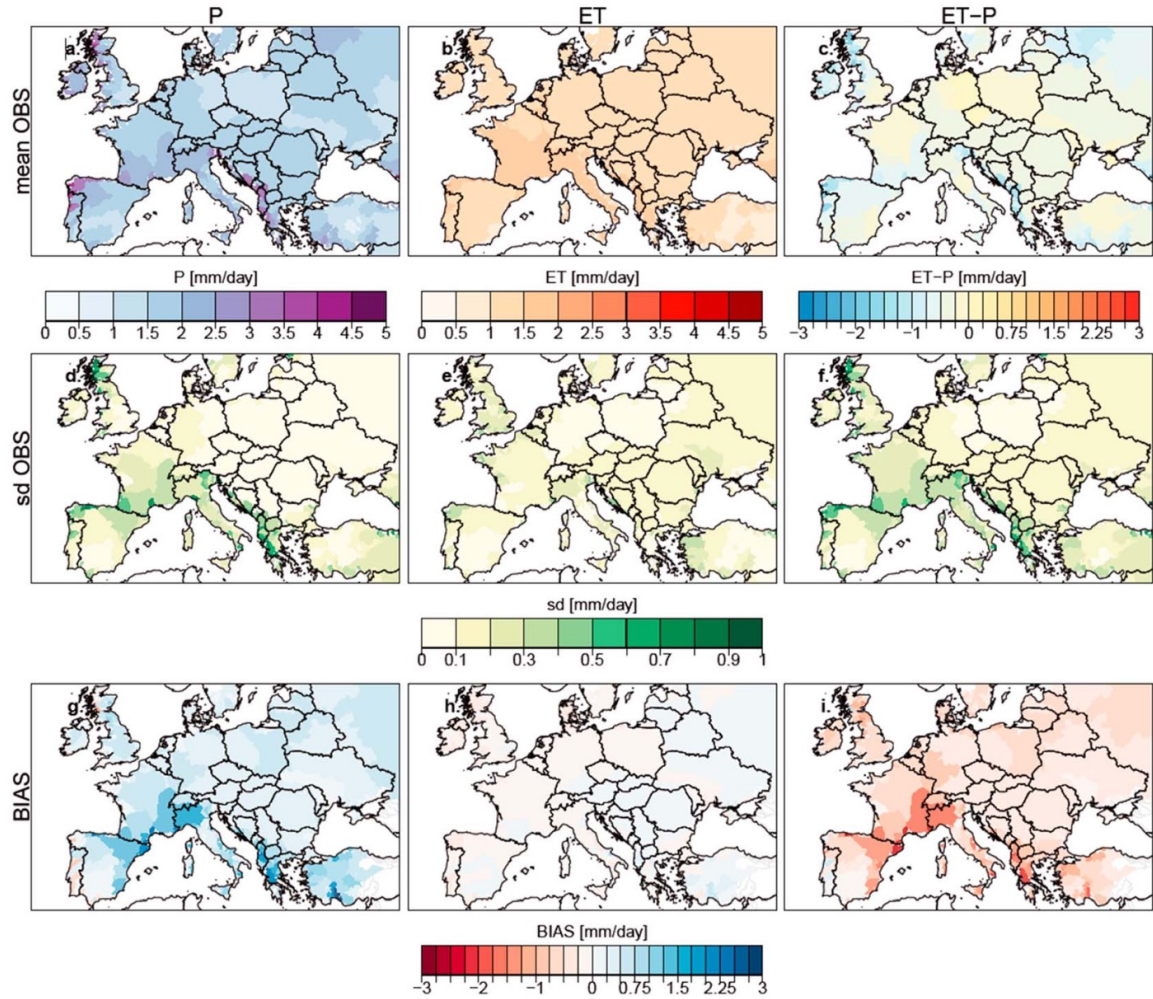 P ET ET−P
mean OBS
a. b. c.
P [mm/day] ET [mm/day] ET−P [mm/day]
0 0.5 1 1.5 2 2.5 3 3.5 4 4.5 5 0 0.5 1 1.5 2 2.5 3 3.5 4 4.5 5 −3 −2 −1 0 0.75 1.5 2.25 3
sd OBS
d. e. f.
sd [mm/day]
0 0.1 0.3 0.5 0.7 0.9 1
BIAS
g. h. i.
BIAS [mm/day]
−3 −2 −1 0 0.75 1.5 2.25 3